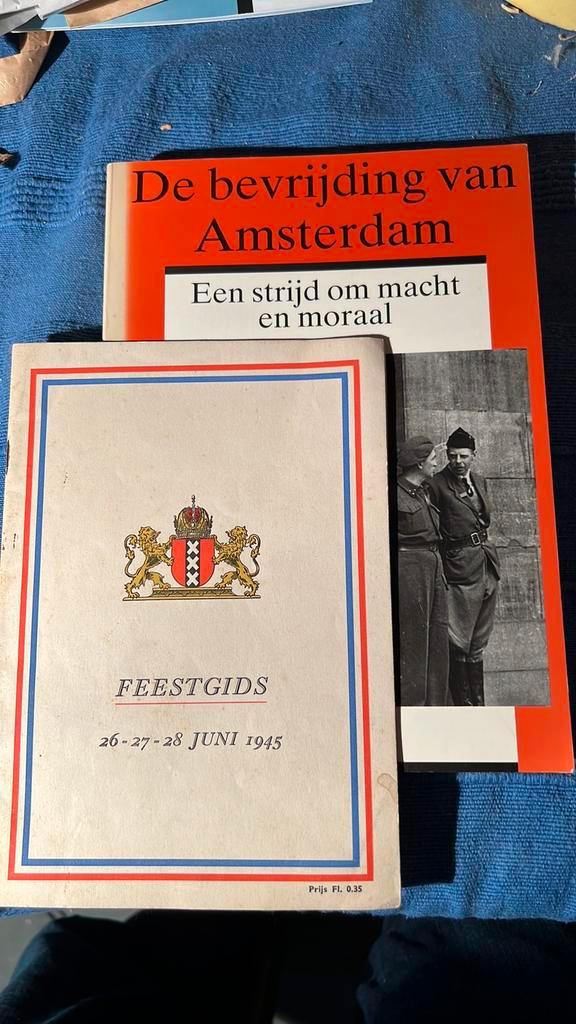 De bevrijding van
Amsterdam
Een strijd om macht
en moraal
FEESTGIDS
26-27-28 JUNI 1945
Prijs Fl. 0.35